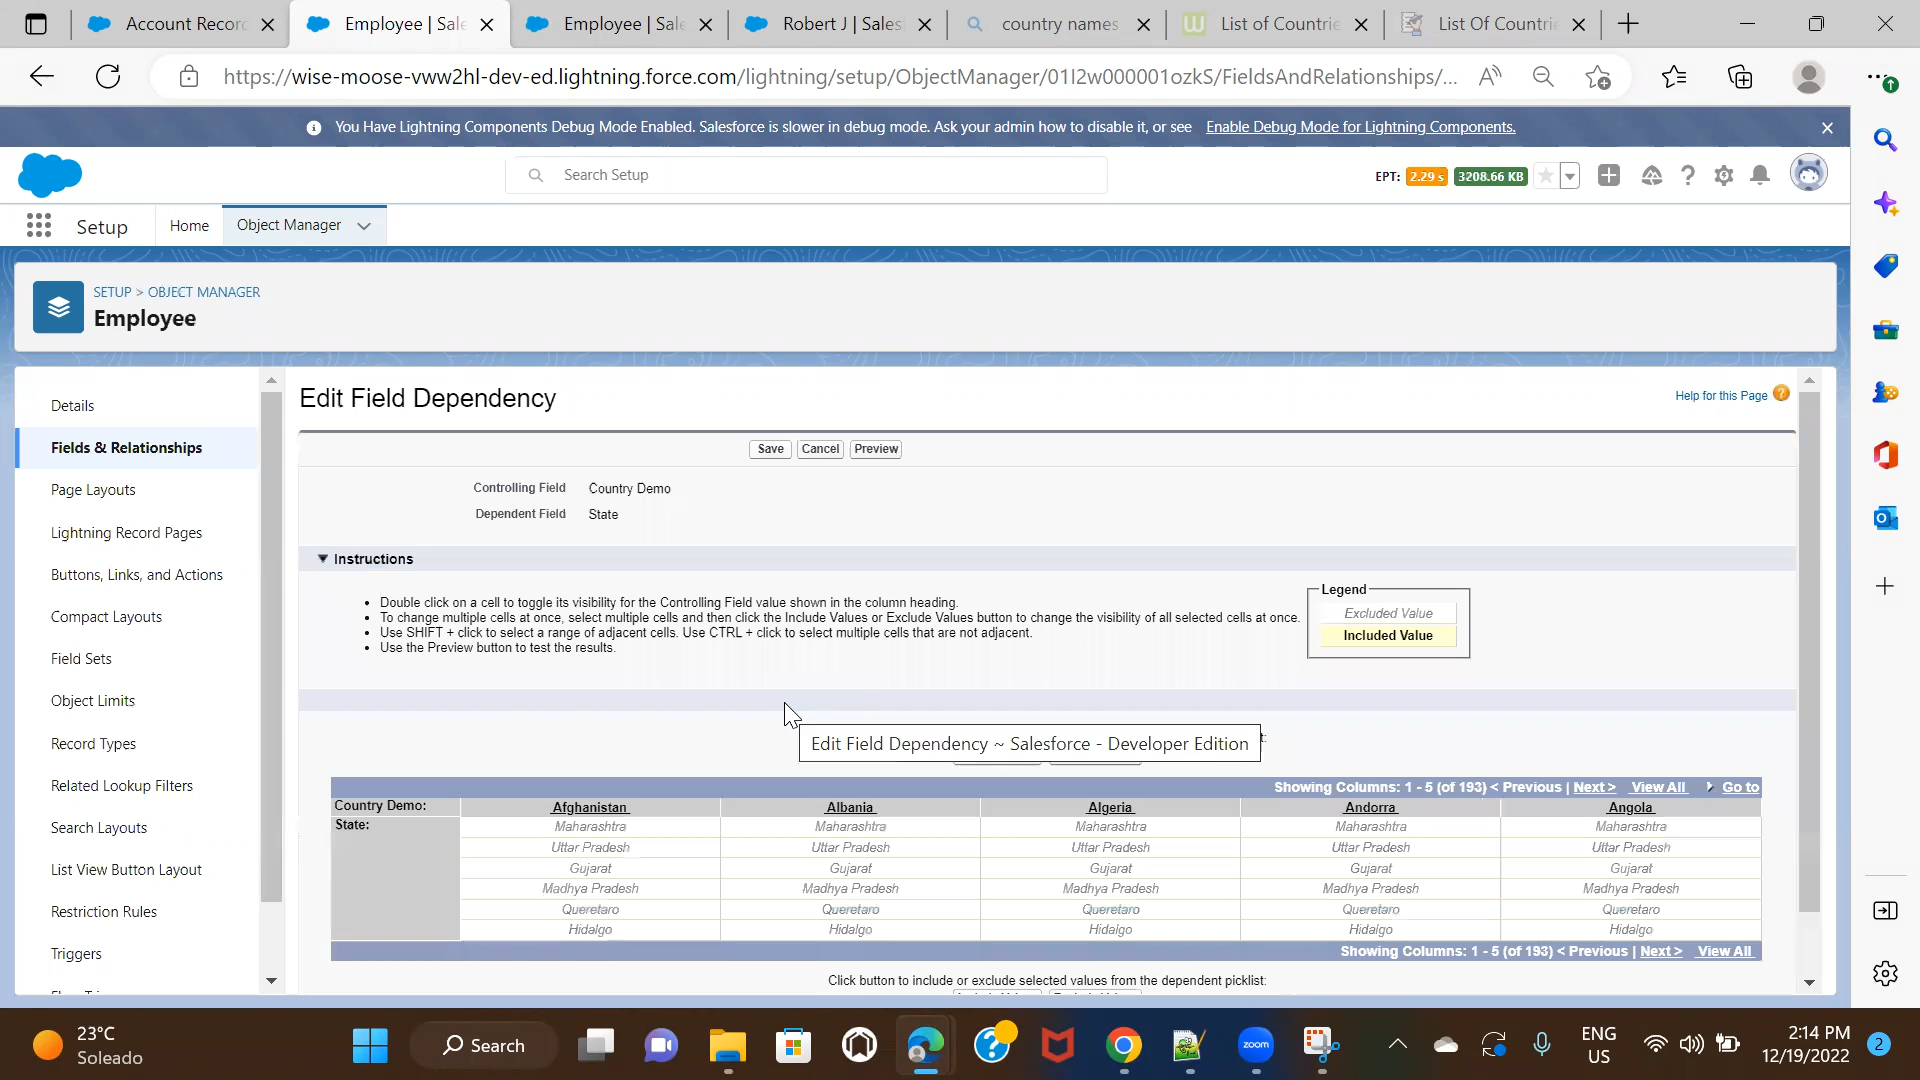 Account Recor
Employee | Sale
Employee | Sale
Robert J | Sales
country names
List of Countrie
List Of Countrie
https://wise-moose-vww2hl-dev-ed.lightning.force.com/lightning/setup/ObjectManager/01I2w000001ozkS/FieldsAndRelationships/...
You Have Lightning Components Debug Mode Enabled. Salesforce is slower in debug mode. Ask your admin how to disable it, or see Enable Debug Mode for Lightning Components.
Search Setup
EPT: 2.29 s 3208.66 KB
Setup
Home
Object Manager
SETUP > OBJECT MANAGER
Employee
Details
Fields & Relationships
Page Layouts
Lightning Record Pages
Buttons, Links, and Actions
Compact Layouts
Field Sets
Object Limits
Record Types
Related Lookup Filters
Search Layouts
List View Button Layout
Restriction Rules
Triggers
Edit Field Dependency
Help for this Page
Save Cancel Preview
Controlling Field Country Demo
Dependent Field State
Instructions
• Double click on a cell to toggle its visibility for the Controlling Field value shown in the column heading.
• To change multiple cells at once, select multiple cells and then click the Include Values or Exclude Values button to change the visibility of all selected cells at once.
• Use SHIFT + click to select a range of adjacent cells. Use CTRL + click to select multiple cells that are not adjacent.
• Use the Preview button to test the results.
Legend
Excluded Value
Included Value
Edit Field Dependency ~ Salesforce - Developer Edition
Showing Columns: 1 - 5 (of 193) < Previous | Next > View All Go to
Country Demo: Afghanistan Albania Algeria Andorra Angola
State: Maharashtra Maharashtra Maharashtra Maharashtra Maharashtra
Uttar Pradesh Uttar Pradesh Uttar Pradesh Uttar Pradesh Uttar Pradesh
Gujarat Gujarat Gujarat Gujarat Gujarat
Madhya Pradesh Madhya Pradesh Madhya Pradesh Madhya Pradesh Madhya Pradesh
Queretaro Queretaro Queretaro Queretaro Queretaro
Hidalgo Hidalgo Hidalgo Hidalgo Hidalgo
Showing Columns: 1 - 5 (of 193) < Previous | Next > View All
Click button to include or exclude selected values from the dependent picklist:
23°C
Soleado
Search
zoom
ENG
US
2:14 PM
12/19/2022
2